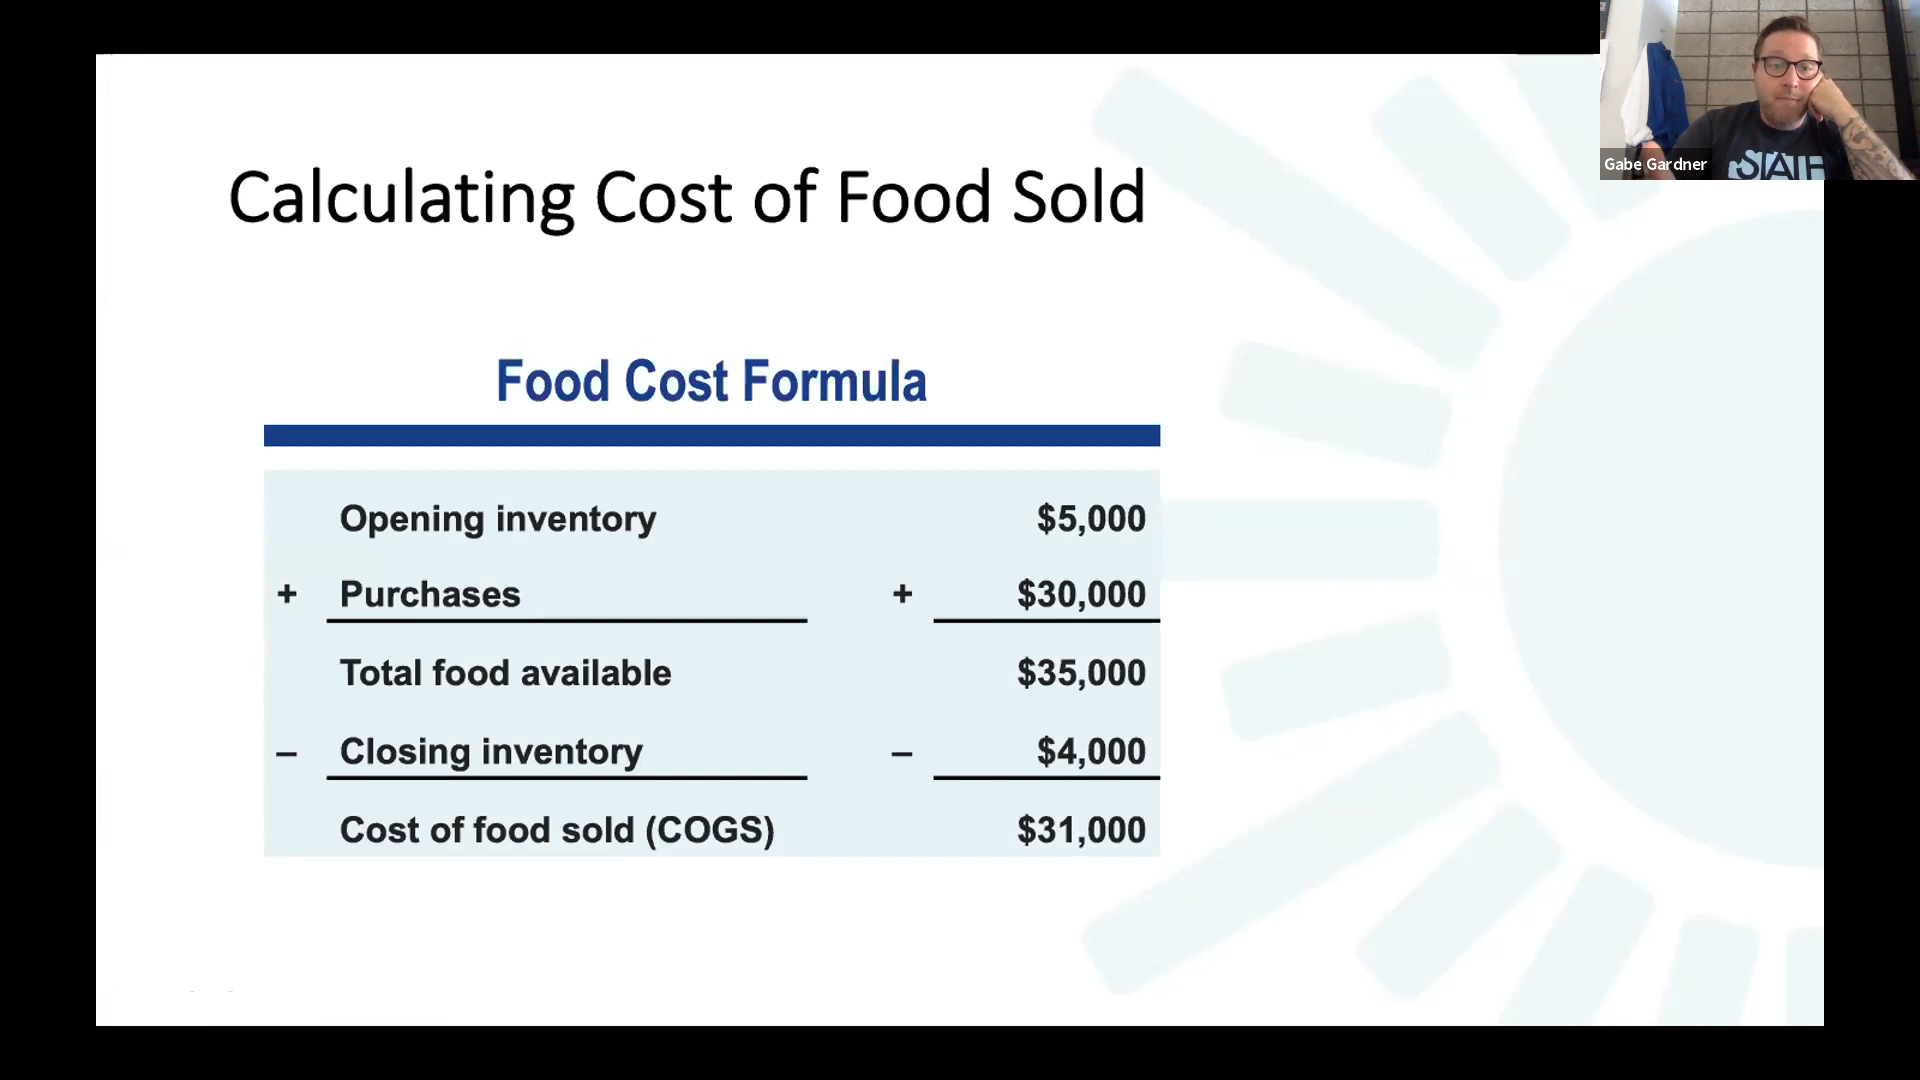 Calculating Cost of Food Sold
Food Cost Formula
Opening inventory $5,000
+ Purchases + $30,000
Total food available $35,000
– Closing inventory – $4,000
Cost of food sold (COGS) $31,000
Gabe Gardner